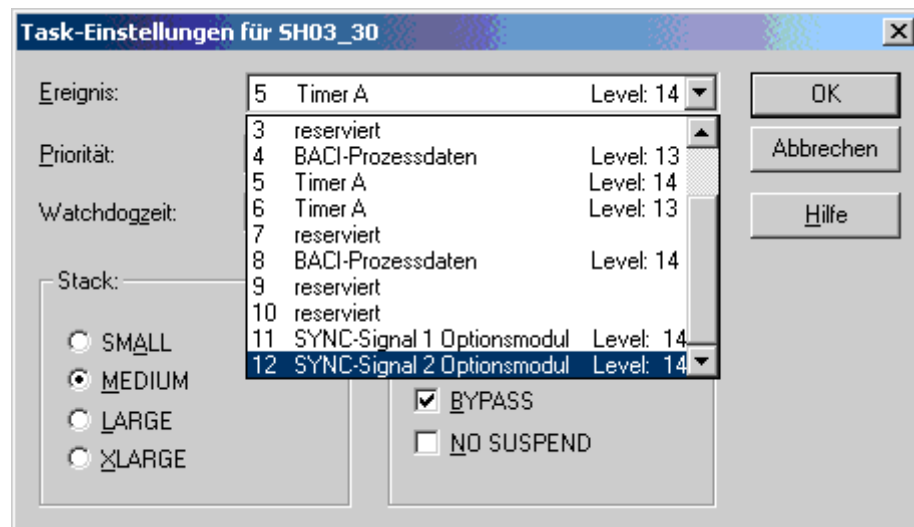 Task-Einstellungen für SH03_30
Ereignis: 5 Timer A Level: 14 OK
3 reserviert
Priorität: 4 BACI-Prozessdaten Level: 13 Abbrechen
5 Timer A Level: 14
Watchdogzeit: 6 Timer A Level: 13 Hilfe
7 reserviert
8 BACI-Prozessdaten Level: 14
Stack: 9 reserviert
10 reserviert
SMALL 11 SYNC-Signal 1 Optionsmodul Level: 14
12 SYNC-Signal 2 Optionsmodul Level: 14
MEDIUM BYPASS
LARGE NO SUSPEND
XLARGE